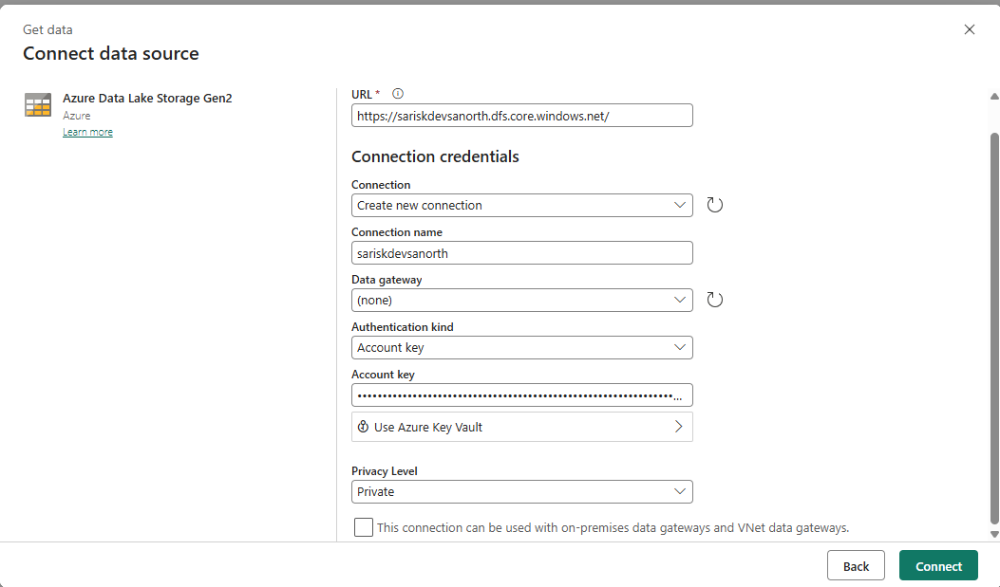 Get data
Connect data source
Azure Data Lake Storage Gen2
Azure
Learn more
URL *
https://sariskdevsanorth.dfs.core.windows.net/
Connection credentials
Connection
Create new connection
Connection name
sariskdevsanorth
Data gateway
(none)
Authentication kind
Account key
Account key
••••••••••••••••••••••••••••••••••••••••••••••••••••••••••••••••...
Use Azure Key Vault
Privacy Level
Private
This connection can be used with on-premises data gateways and VNet data gateways.
Back
Connect